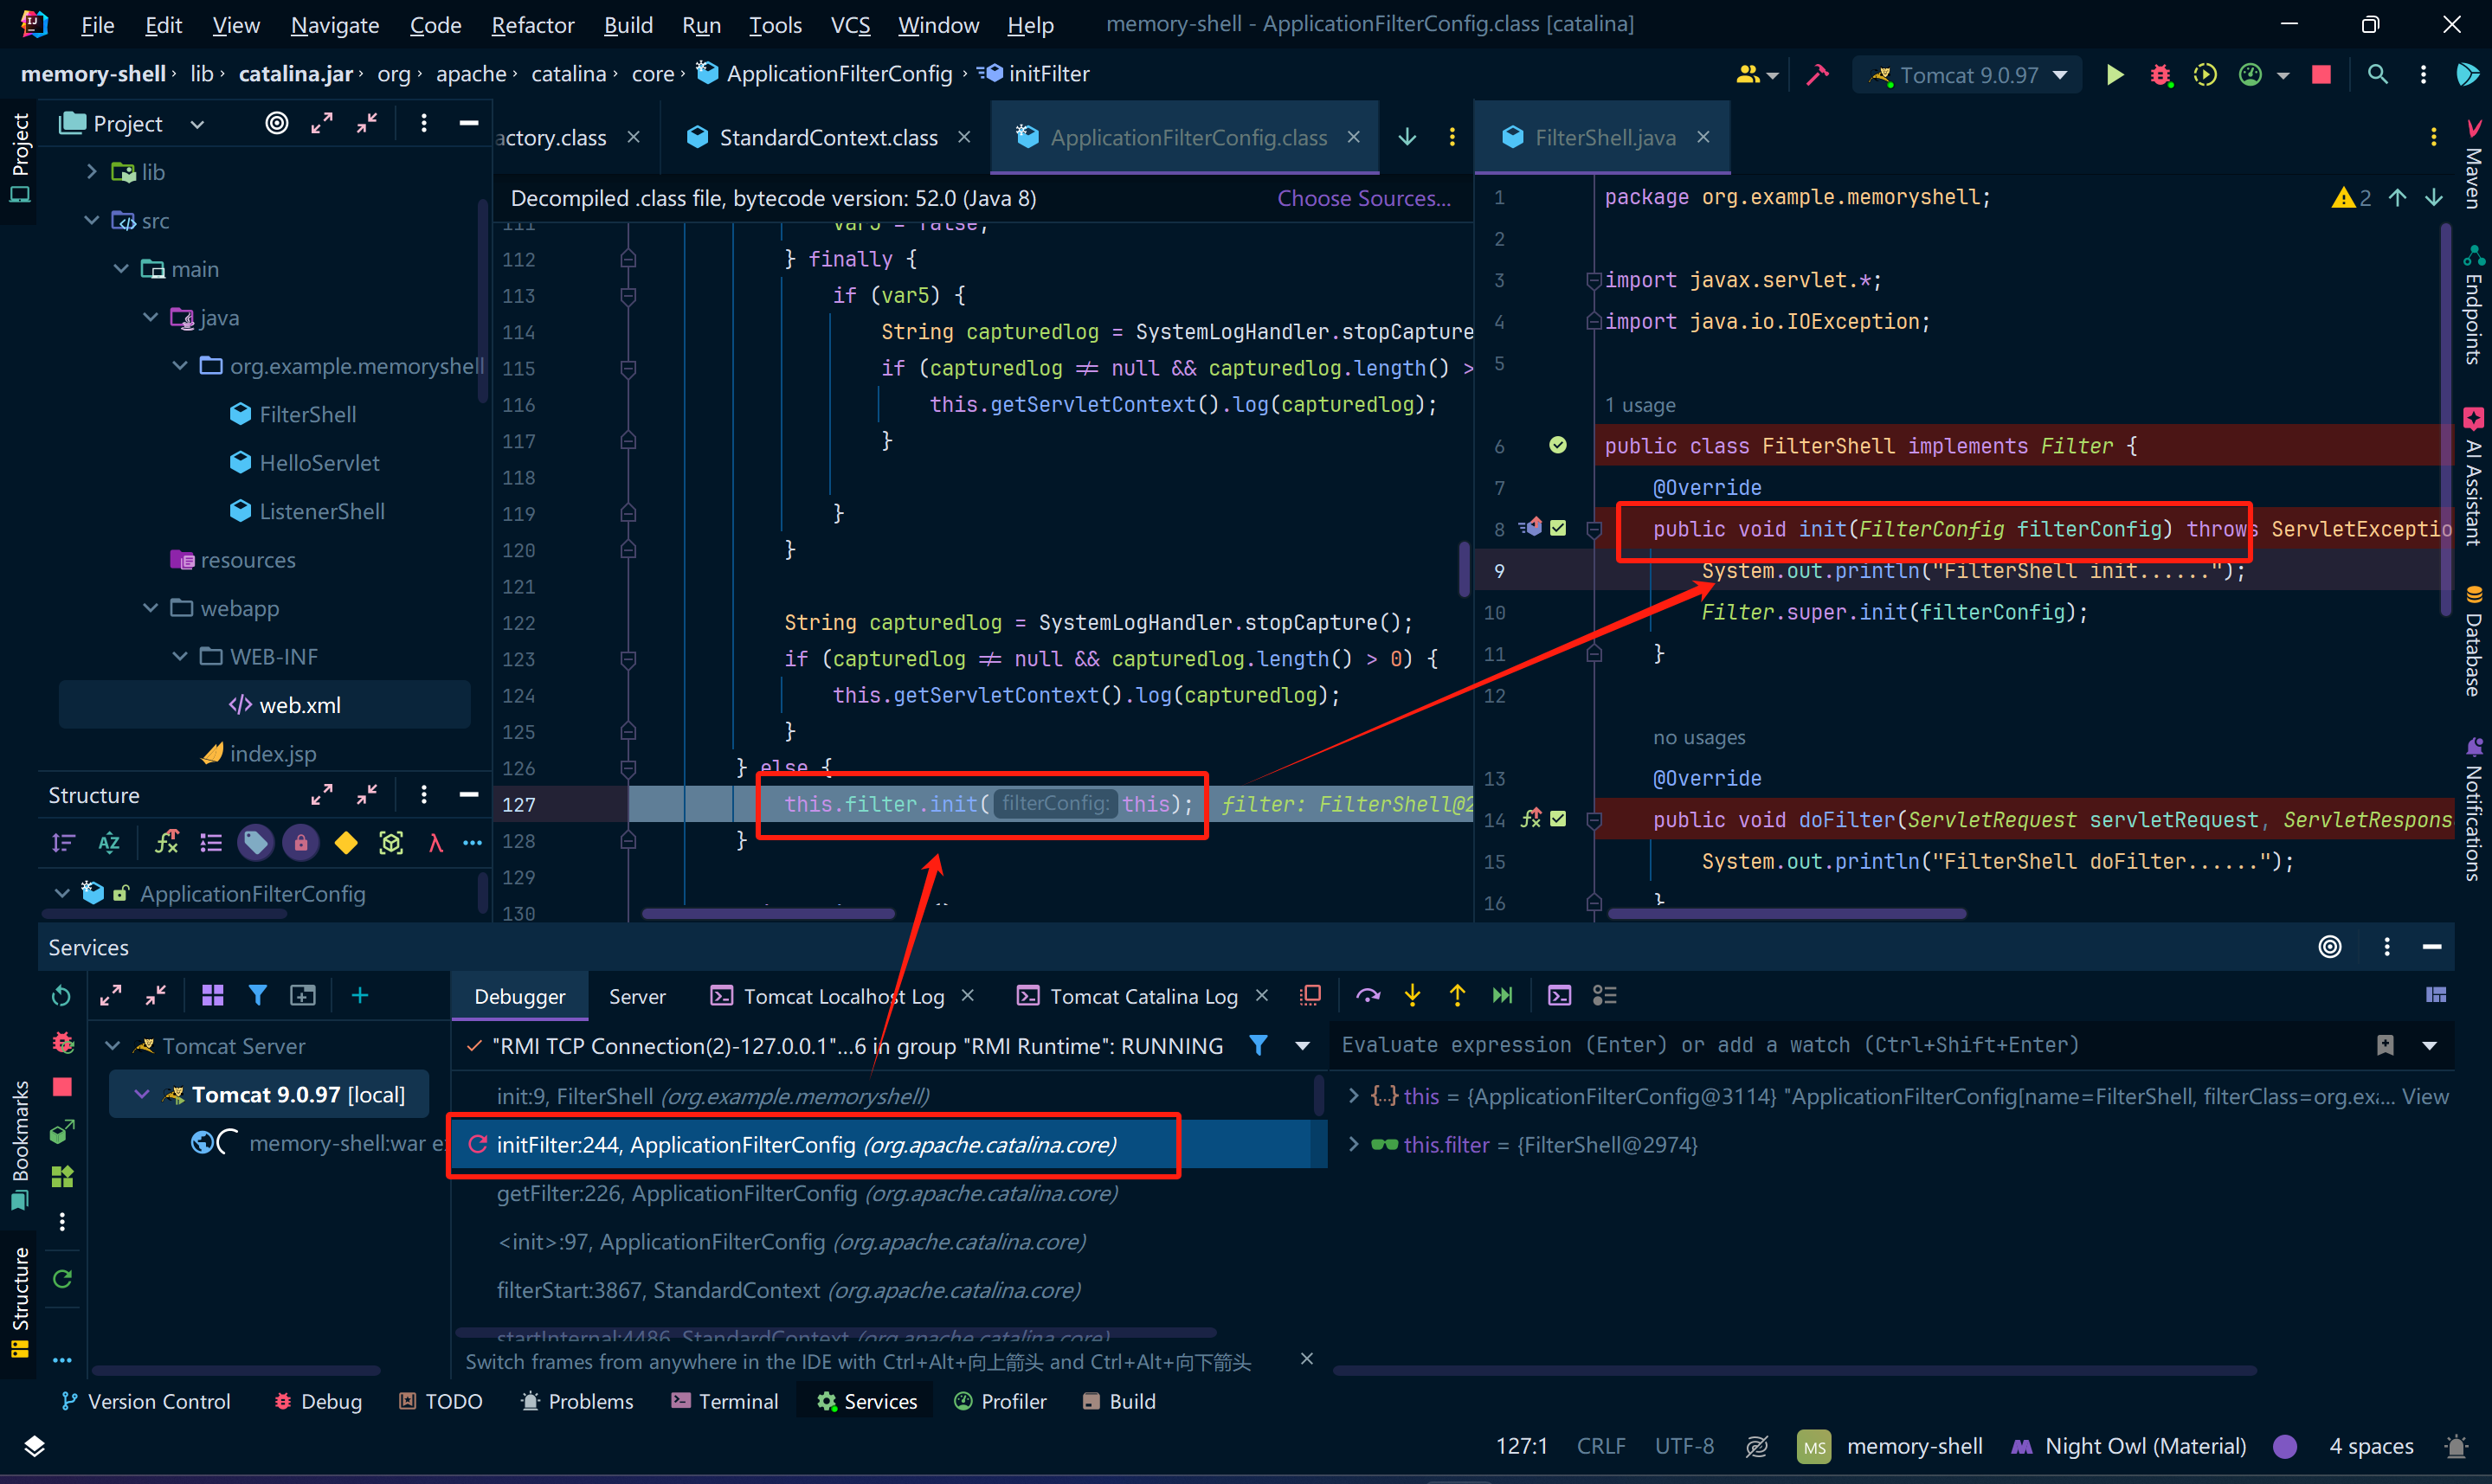 File Edit View Navigate Code Refactor Build Run Tools VCS Window Help memory-shell - ApplicationFilterConfig.class [catalina]
memory-shell › lib › catalina.jar › org › apache › catalina › core › ApplicationFilterConfig › initFilter
Tomcat 9.0.97
Project
lib
src
main
java
org.example.memoryshell
FilterShell
HelloServlet
ListenerShell
resources
webapp
WEB-INF
web.xml
index.jsp
Structure
ApplicationFilterConfig
actory.class StandardContext.class ApplicationFilterConfig.class
Decompiled .class file, bytecode version: 52.0 (Java 8) Choose Sources...
111 var5 = false;
112 } finally {
113 if (var5) {
114 String capturedlog = SystemLogHandler.stopCapture
115 if (capturedlog ≠ null && capturedlog.length() >
116 this.getServletContext().log(capturedlog);
117 }
118
119 }
120 }
121
122 String capturedlog = SystemLogHandler.stopCapture();
123 if (capturedlog ≠ null && capturedlog.length() > 0) {
124 this.getServletContext().log(capturedlog);
125 }
126 } else {
127 this.filter.init( filterConfig: this); filter: FilterShell@2
128 }
129
130
FilterShell.java
2
1 package org.example.memoryshell;
2
3 import javax.servlet.*;
4 import java.io.IOException;
5
1 usage
6 public class FilterShell implements Filter {
7 @Override
8 public void init(FilterConfig filterConfig) throws ServletExceptio
9 System.out.println("FilterShell init......");
10 Filter.super.init(filterConfig);
11 }
12
no usages
13 @Override
14 public void doFilter(ServletRequest servletRequest, ServletRespons
15 System.out.println("FilterShell doFilter......");
16 }
Project
Bookmarks
Structure
Maven
Endpoints
AI Assistant
Database
Notifications
Services
Tomcat Server
Tomcat 9.0.97 [local]
memory-shell:war e
Debugger Server Tomcat Localhost Log Tomcat Catalina Log
"RMI TCP Connection(2)-127.0.0.1"...6 in group "RMI Runtime": RUNNING
init:9, FilterShell (org.example.memoryshell)
initFilter:244, ApplicationFilterConfig (org.apache.catalina.core)
getFilter:226, ApplicationFilterConfig (org.apache.catalina.core)
<init>:97, ApplicationFilterConfig (org.apache.catalina.core)
filterStart:3867, StandardContext (org.apache.catalina.core)
startInternal:4486, StandardContext (org.apache.catalina.core)
Switch frames from anywhere in the IDE with Ctrl+Alt+向上箭头 and Ctrl+Alt+向下箭头
Evaluate expression (Enter) or add a watch (Ctrl+Shift+Enter)
this = {ApplicationFilterConfig@3114} "ApplicationFilterConfig[name=FilterShell, filterClass=org.exa... View
this.filter = {FilterShell@2974}
Version Control Debug TODO Problems Terminal Services Profiler Build
127:1 CRLF UTF-8 MS memory-shell Night Owl (Material) 4 spaces